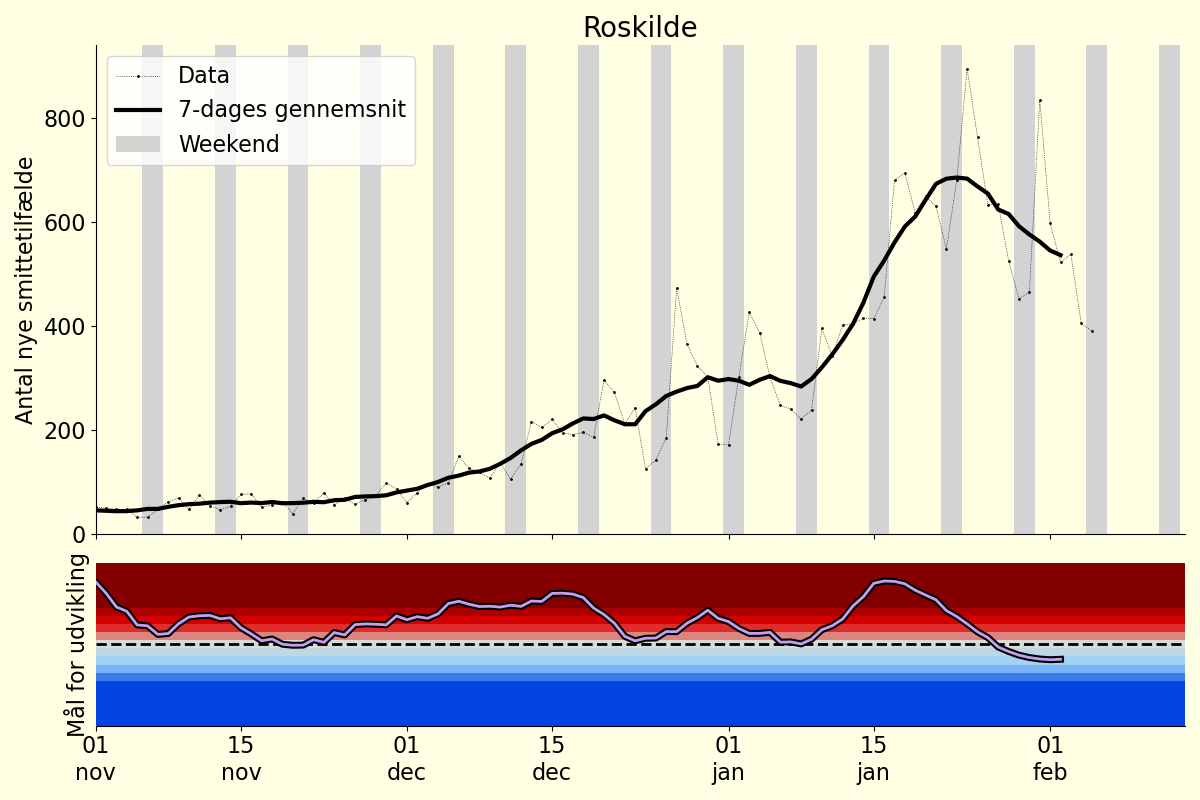 Roskilde
Data
7-dages gennemsnit
Weekend
Antal nye smittetilfælde
800
600
400
200
0
Mål for udvikling
01 15 01 15 01 15 01
nov nov dec dec jan jan feb